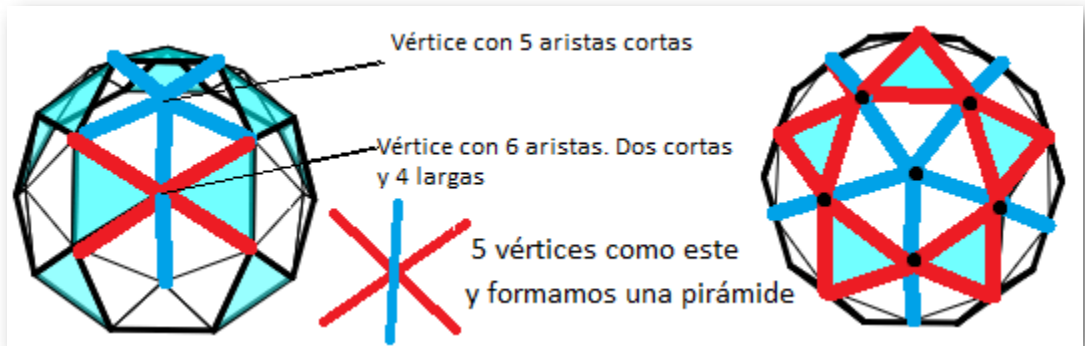 Vértice con 5 aristas cortas
Vértice con 6 aristas. Dos cortas
y 4 largas
5 vértices como este
y formamos una pirámide